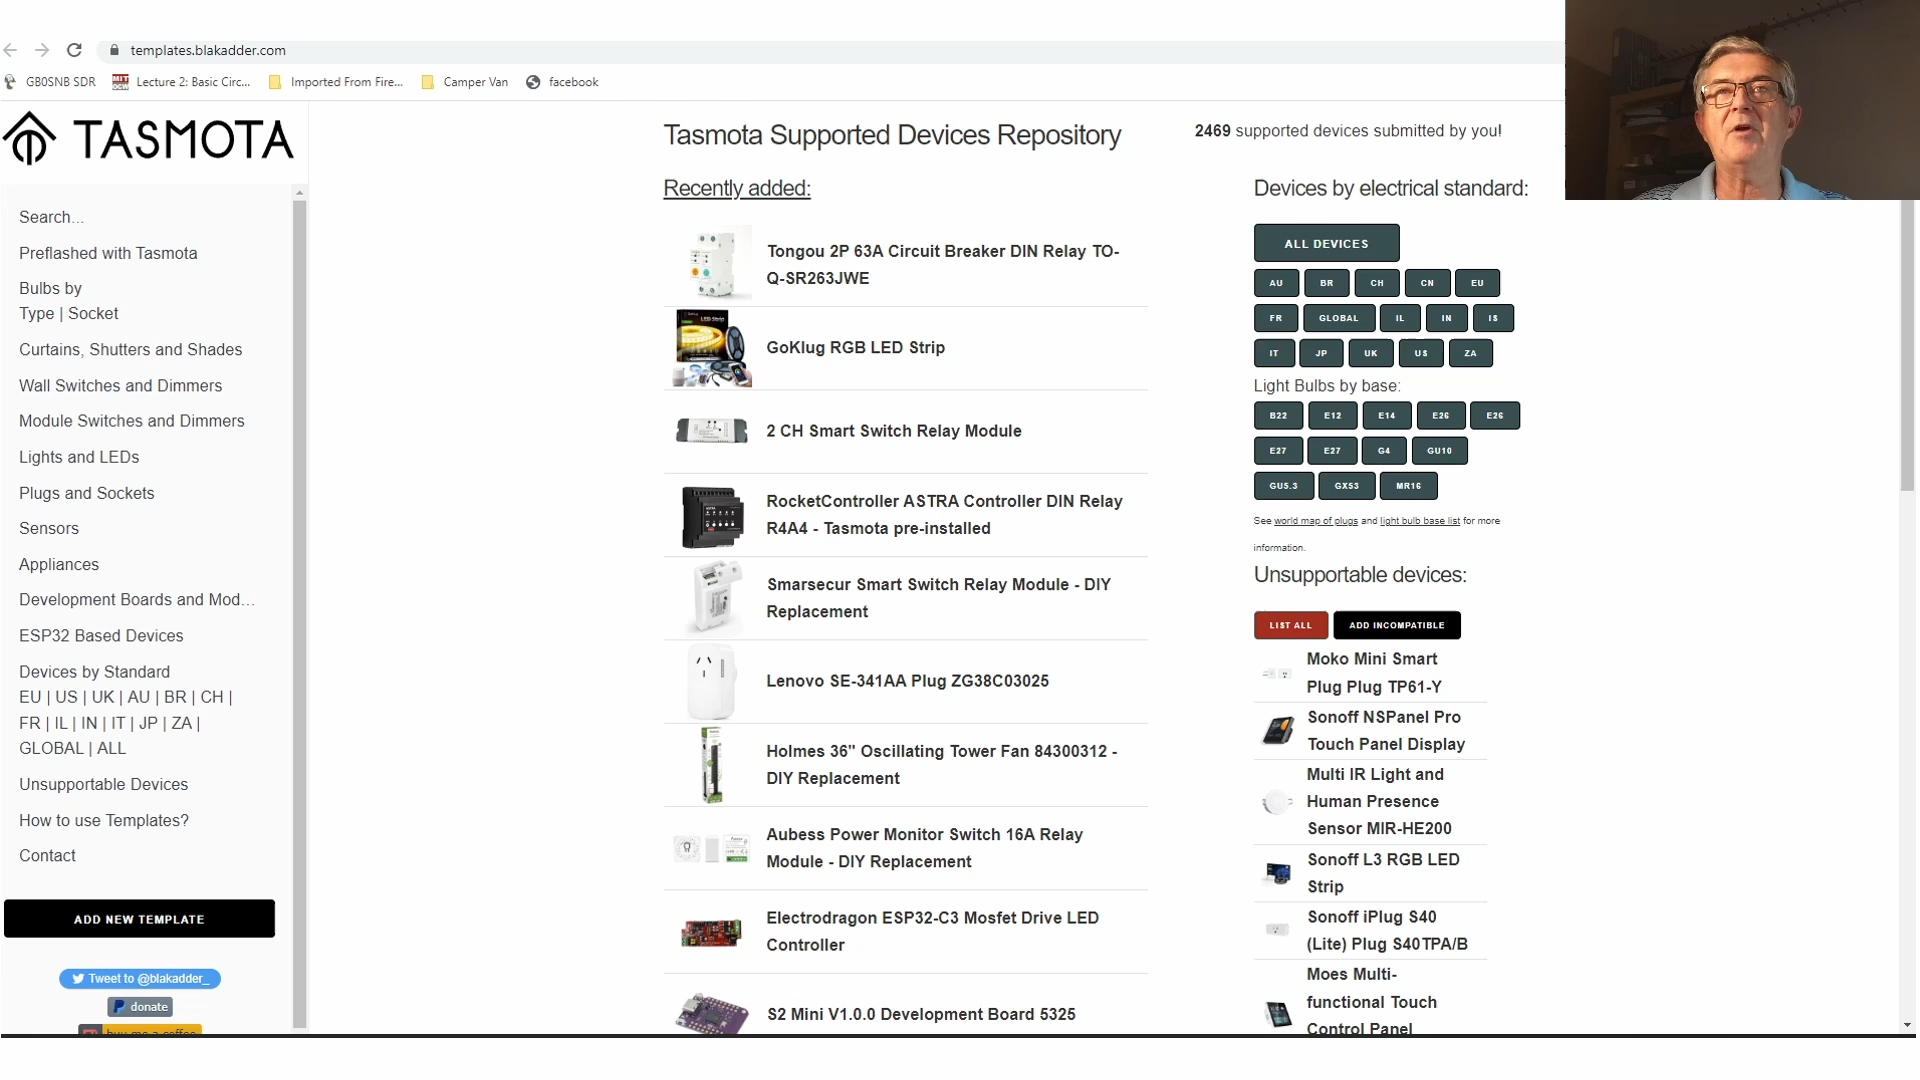 templates.blakadder.com
GB0SNB SDR
MIT OCW
Lecture 2: Basic Circ...
Imported From Fire...
Camper Van
facebook
TASMOTA
Search...
Preflashed with Tasmota
Bulbs by
Type | Socket
Curtains, Shutters and Shades
Wall Switches and Dimmers
Module Switches and Dimmers
Lights and LEDs
Plugs and Sockets
Sensors
Appliances
Development Boards and Mod...
ESP32 Based Devices
Devices by Standard
EU | US | UK | AU | BR | CH |
FR | IL | IN | IT | JP | ZA |
GLOBAL | ALL
Unsupportable Devices
How to use Templates?
Contact
ADD NEW TEMPLATE
Tweet to @blakadder_
donate
buy me a coffee
Tasmota Supported Devices Repository
Recently added:
Tongou 2P 63A Circuit Breaker DIN Relay TO-
Q-SR263JWE
GoKlug RGB LED Strip
2 CH Smart Switch Relay Module
RocketController ASTRA Controller DIN Relay
R4A4 - Tasmota pre-installed
Smarsecur Smart Switch Relay Module - DIY
Replacement
Lenovo SE-341AA Plug ZG38C03025
Holmes 36" Oscillating Tower Fan 84300312 -
DIY Replacement
Aubess Power Monitor Switch 16A Relay
Module - DIY Replacement
Electrodragon ESP32-C3 Mosfet Drive LED
Controller
S2 Mini V1.0.0 Development Board 5325
2469 supported devices submitted by you!
Devices by electrical standard:
ALL DEVICES
AU BR CH CN EU
FR GLOBAL IL IN IS
IT JP UK US ZA
Light Bulbs by base:
B22 E12 E14 E26 E26
E27 E27 G4 GU10
GU5.3 GX53 MR16
See world map of plugs and light bulb base list for more
information.
Unsupportable devices:
LIST ALL ADD INCOMPATIBLE
Moko Mini Smart
Plug Plug TP61-Y
Sonoff NSPanel Pro
Touch Panel Display
Multi IR Light and
Human Presence
Sensor MIR-HE200
Sonoff L3 RGB LED
Strip
Sonoff iPlug S40
(Lite) Plug S40TPA/B
Moes Multi-
functional Touch
Control Panel